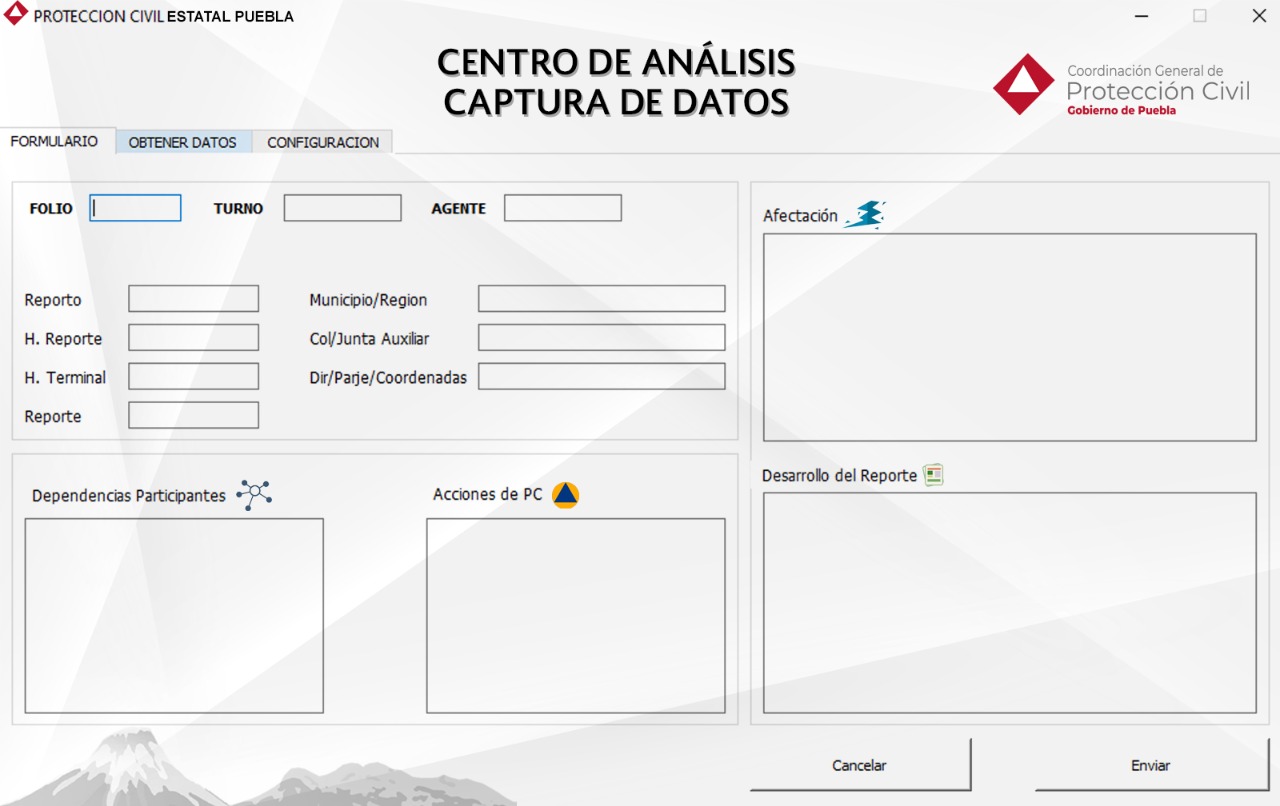 PROTECCION CIVIL ESTATAL PUEBLA
CENTRO DE ANÁLISIS
CAPTURA DE DATOS
Coordinación General de
Protección Civil
Gobierno de Puebla
FORMULARIO OBTENER DATOS CONFIGURACION
FOLIO TURNO AGENTE
Reporto Municipio/Region
H. Reporte Col/Junta Auxiliar
H. Terminal Dir/Parje/Coordenadas
Reporte
Afectación
Dependencias Participantes Acciones de PC
Desarrollo del Reporte
Cancelar Enviar